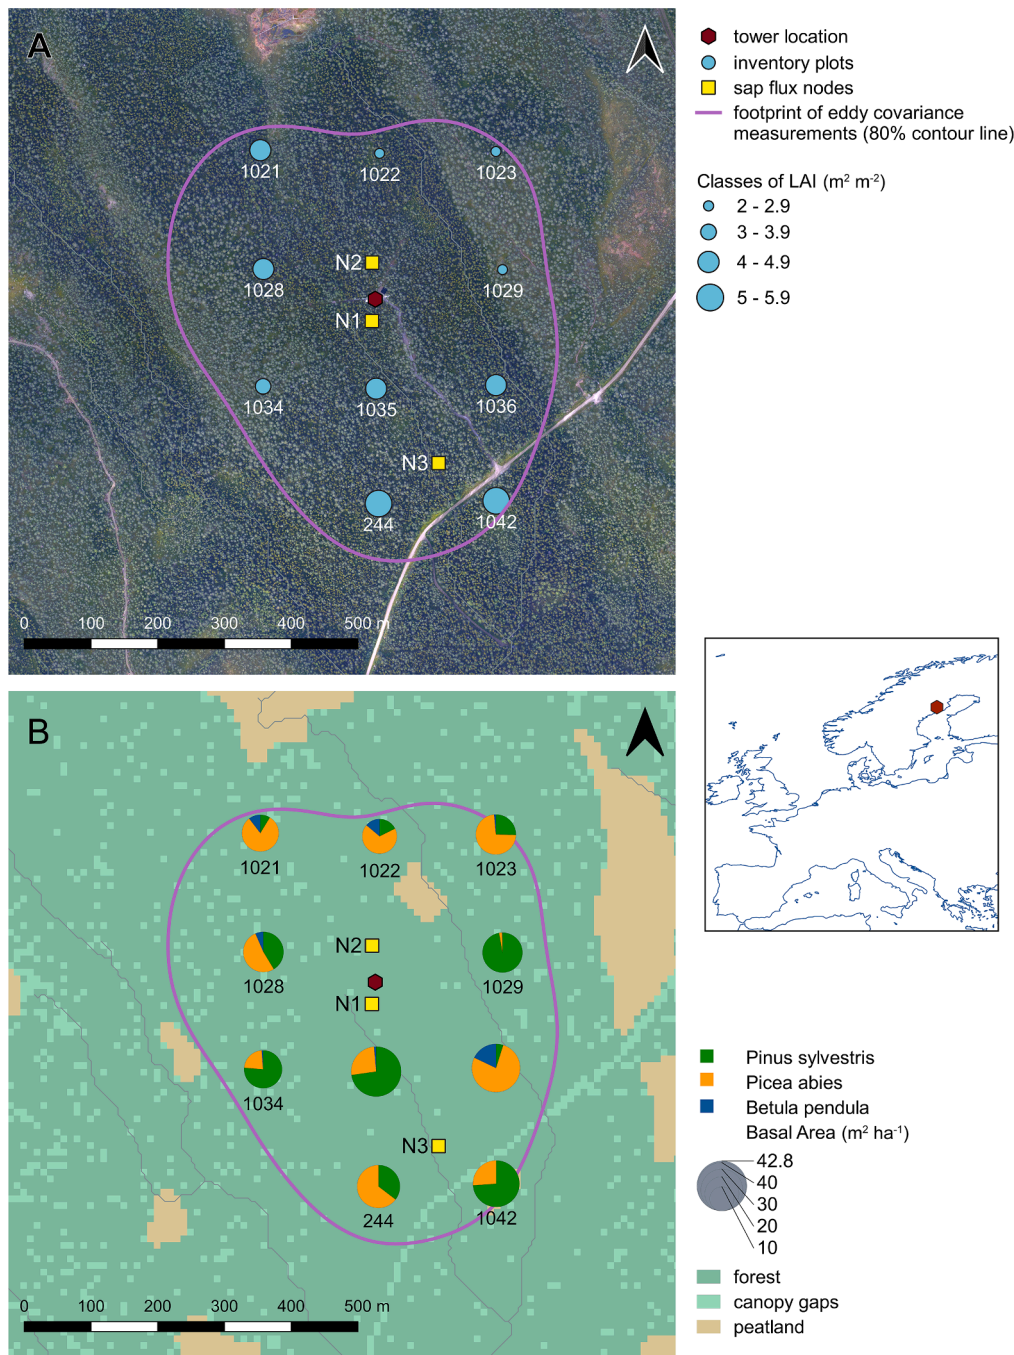 A
tower location
inventory plots
sap flux nodes
footprint of eddy covariance
measurements (80% contour line)
Classes of LAI (m² m⁻²)
2 - 2.9
3 - 3.9
4 - 4.9
5 - 5.9
1021
1022
1023
N2
1028
1029
N1
1034
1035
1036
N3
244
1042
0 100 200 300 400 500 m
B
1021
1022
1023
N2
1028
1029
N1
1034
N3
244
1042
0 100 200 300 400 500 m
Pinus sylvestris
Picea abies
Betula pendula
Basal Area (m² ha⁻¹)
42.8
40
30
20
10
forest
canopy gaps
peatland